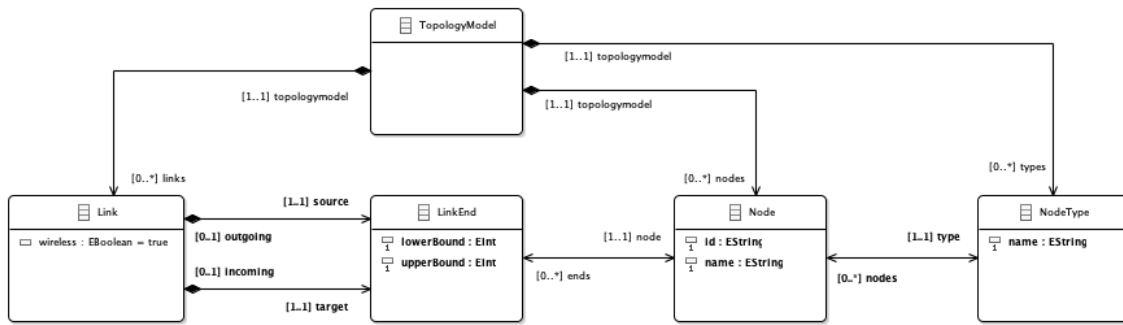 TopologyModel
[1..1] topologymodel
[1..1] topologymodel
[1..1] topologymodel
[0..*] links
[0..*] nodes
[0..*] types
Link
wireless : EBoolean = true
[1..1] source
[0..1] outgoing
[0..1] incoming
[1..1] target
LinkEnd
lowerBound : EInt
upperBound : EInt
[1..1] node
[0..*] ends
Node
id : EString
name : EString
[1..1] type
[0..*] nodes
NodeType
name : EString